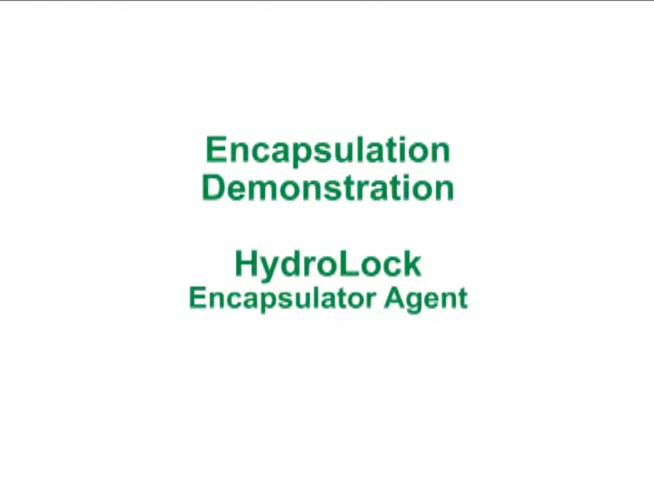 Encapsulation
Demonstration
HydroLock
Encapsulator Agent